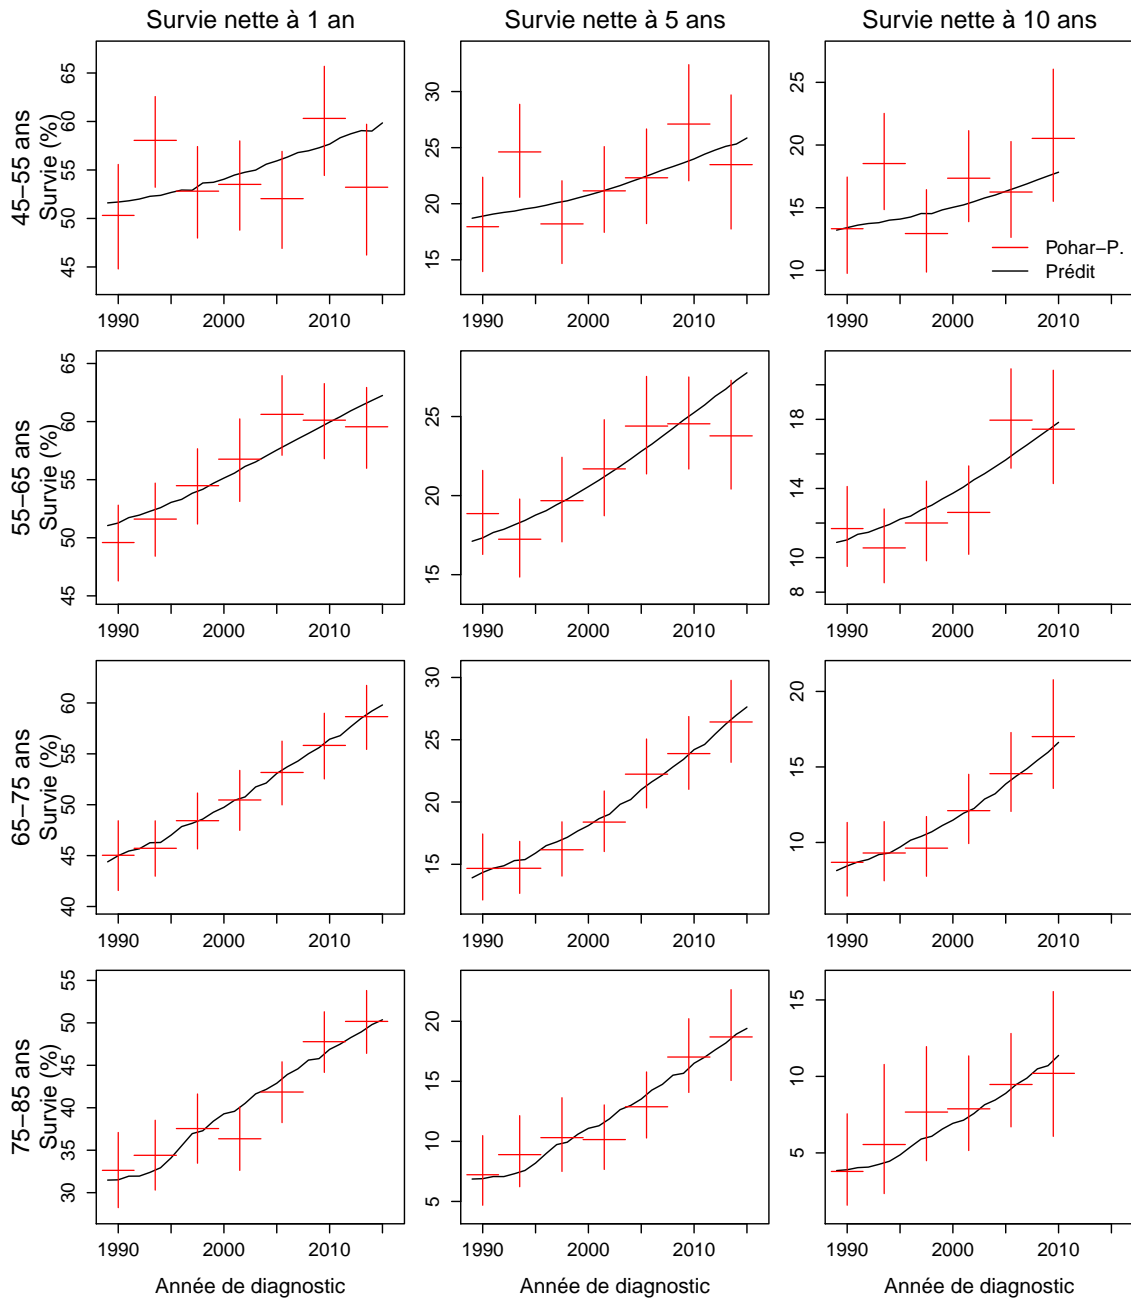 Survie nette à 1 an
Survie nette à 5 ans
Survie nette à 10 ans
45–55 ans
Survie (%)
45 50 55 60 65
1990 2000 2010
15 20 25 30
1990 2000 2010
10 15 20 25
1990 2000 2010
Pohar–P.
Prédit
55–65 ans
Survie (%)
45 50 55 60 65
1990 2000 2010
15 20 25
1990 2000 2010
8 10 12 14 18
1990 2000 2010
65–75 ans
Survie (%)
40 45 50 55 60
1990 2000 2010
15 20 25 30
1990 2000 2010
10 15 20
1990 2000 2010
75–85 ans
Survie (%)
30 35 40 45 50 55
1990 2000 2010
5 10 15 20
1990 2000 2010
5 10 15
1990 2000 2010
Année de diagnostic
Année de diagnostic
Année de diagnostic